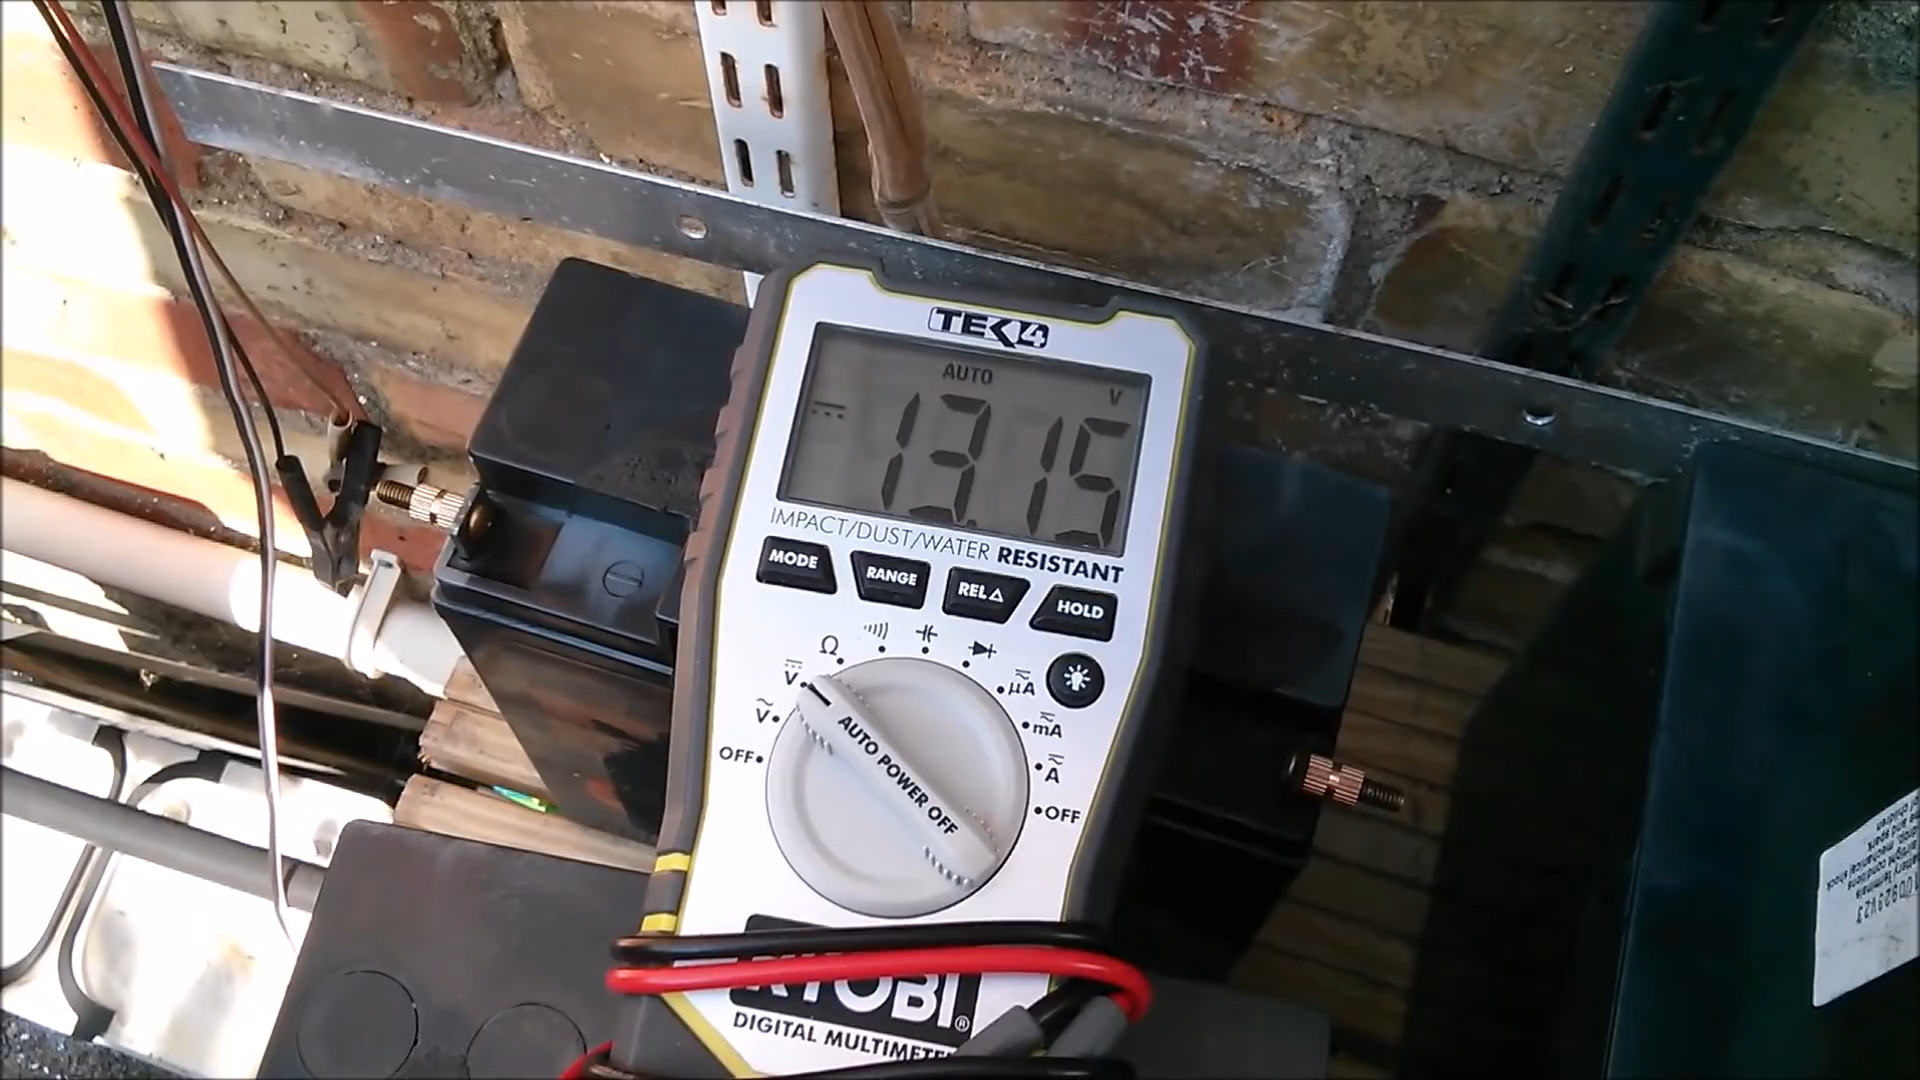 TEK4
AUTO
V
13.15
IMPACT/DUST/WATER RESISTANT
MODE RANGE REL△ HOLD
Ω
V
V
OFF
µA
mA
A
OFF
AUTO POWER OFF
RYOBI®
DIGITAL MULTIMETE